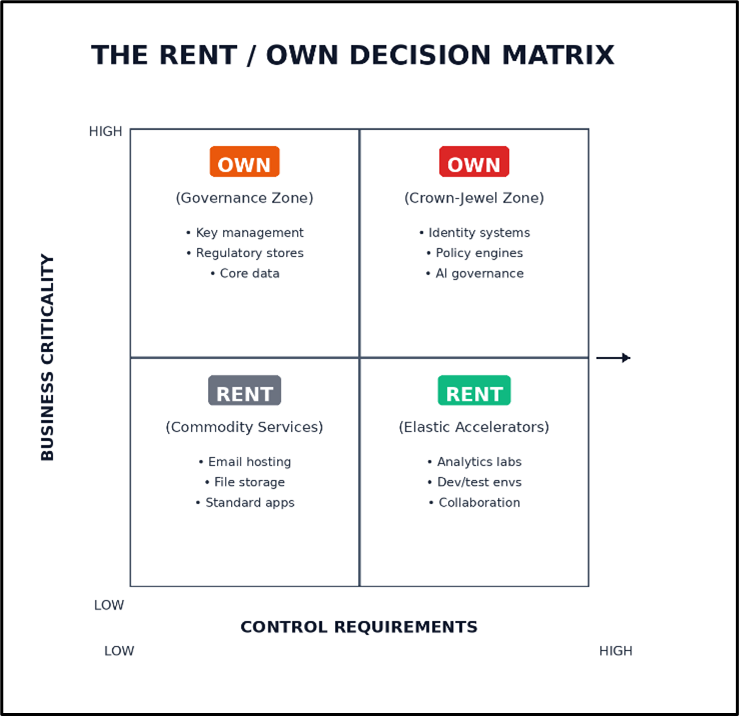 THE RENT / OWN DECISION MATRIX
HIGH
OWN
(Governance Zone)
• Key management
• Regulatory stores
• Core data
OWN
(Crown-Jewel Zone)
• Identity systems
• Policy engines
• AI governance
BUSINESS CRITICALITY
RENT
(Commodity Services)
• Email hosting
• File storage
• Standard apps
RENT
(Elastic Accelerators)
• Analytics labs
• Dev/test envs
• Collaboration
LOW
CONTROL REQUIREMENTS
LOW
HIGH